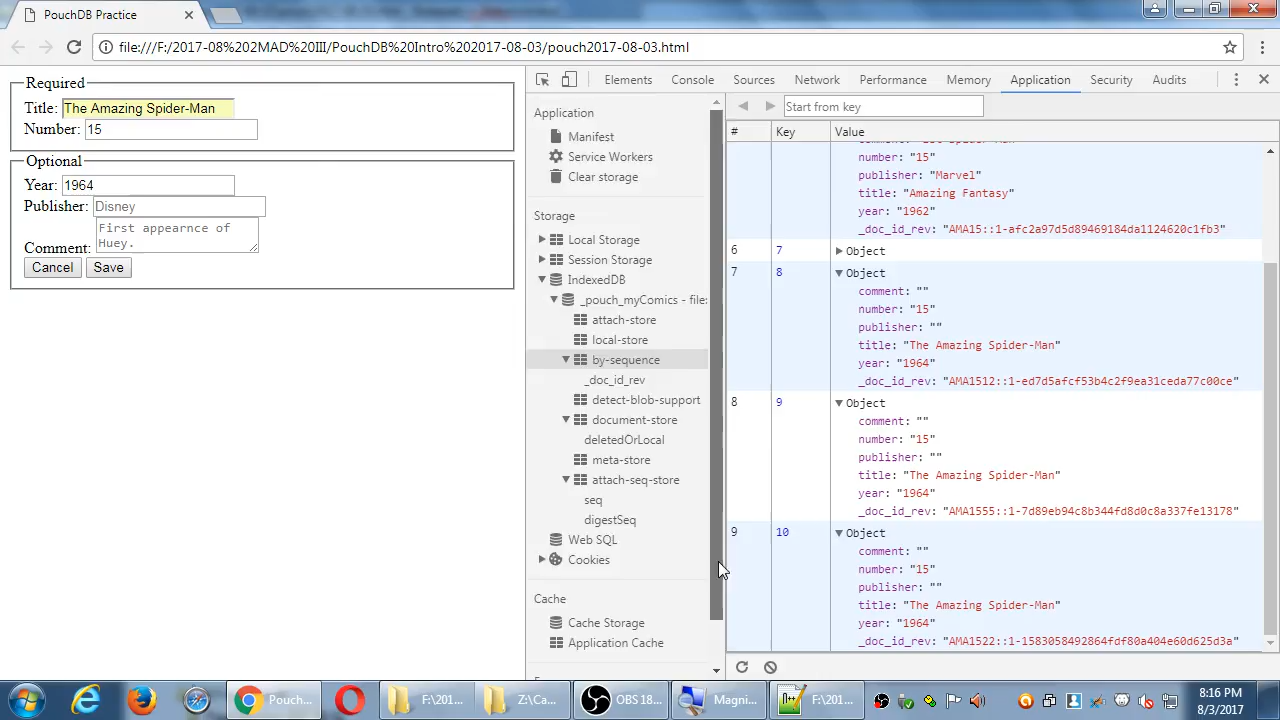 PouchDB Practice
file:///F:/2017-08%202MAD%20III/PouchDB%20Intro%202017-08-03/pouch2017-08-03.html
Required
Title: The Amazing Spider-Man
Number: 15
Optional
Year: 1964
Publisher: Disney
Comment: First appearnce of
Huey.
Cancel Save
Elements Console Sources Network Performance Memory Application Security Audits
Application
Manifest
Service Workers
Clear storage
Storage
Local Storage
Session Storage
IndexedDB
_pouch_myComics - file:
attach-store
local-store
by-sequence
_doc_id_rev
detect-blob-support
document-store
deletedOrLocal
meta-store
attach-seq-store
seq
digestSeq
Web SQL
Cookies
Cache
Cache Storage
Application Cache
Start from key
# Key Value
number: "15"
publisher: "Marvel"
title: "Amazing Fantasy"
year: "1962"
_doc_id_rev: "AMA15::1-afc2a97d5d89469184da1124620c1fb3"
6 7 Object
7 8 Object
comment: ""
number: "15"
publisher: ""
title: "The Amazing Spider-Man"
year: "1964"
_doc_id_rev: "AMA1512::1-ed7d5afcf53b4c2f9ea31ceda77c00ce"
8 9 Object
comment: ""
number: "15"
publisher: ""
title: "The Amazing Spider-Man"
year: "1964"
_doc_id_rev: "AMA1555::1-7d89eb94c8b344fd8d0c8a337fe13178"
9 10 Object
comment: ""
number: "15"
publisher: ""
title: "The Amazing Spider-Man"
year: "1964"
_doc_id_rev: "AMA1522::1-1583058492864fdf80a404e60d625d3a"
Pouch... F:\201... Z:\Ca... OBS 18... Magni... F:\201...
8:16 PM
8/3/2017